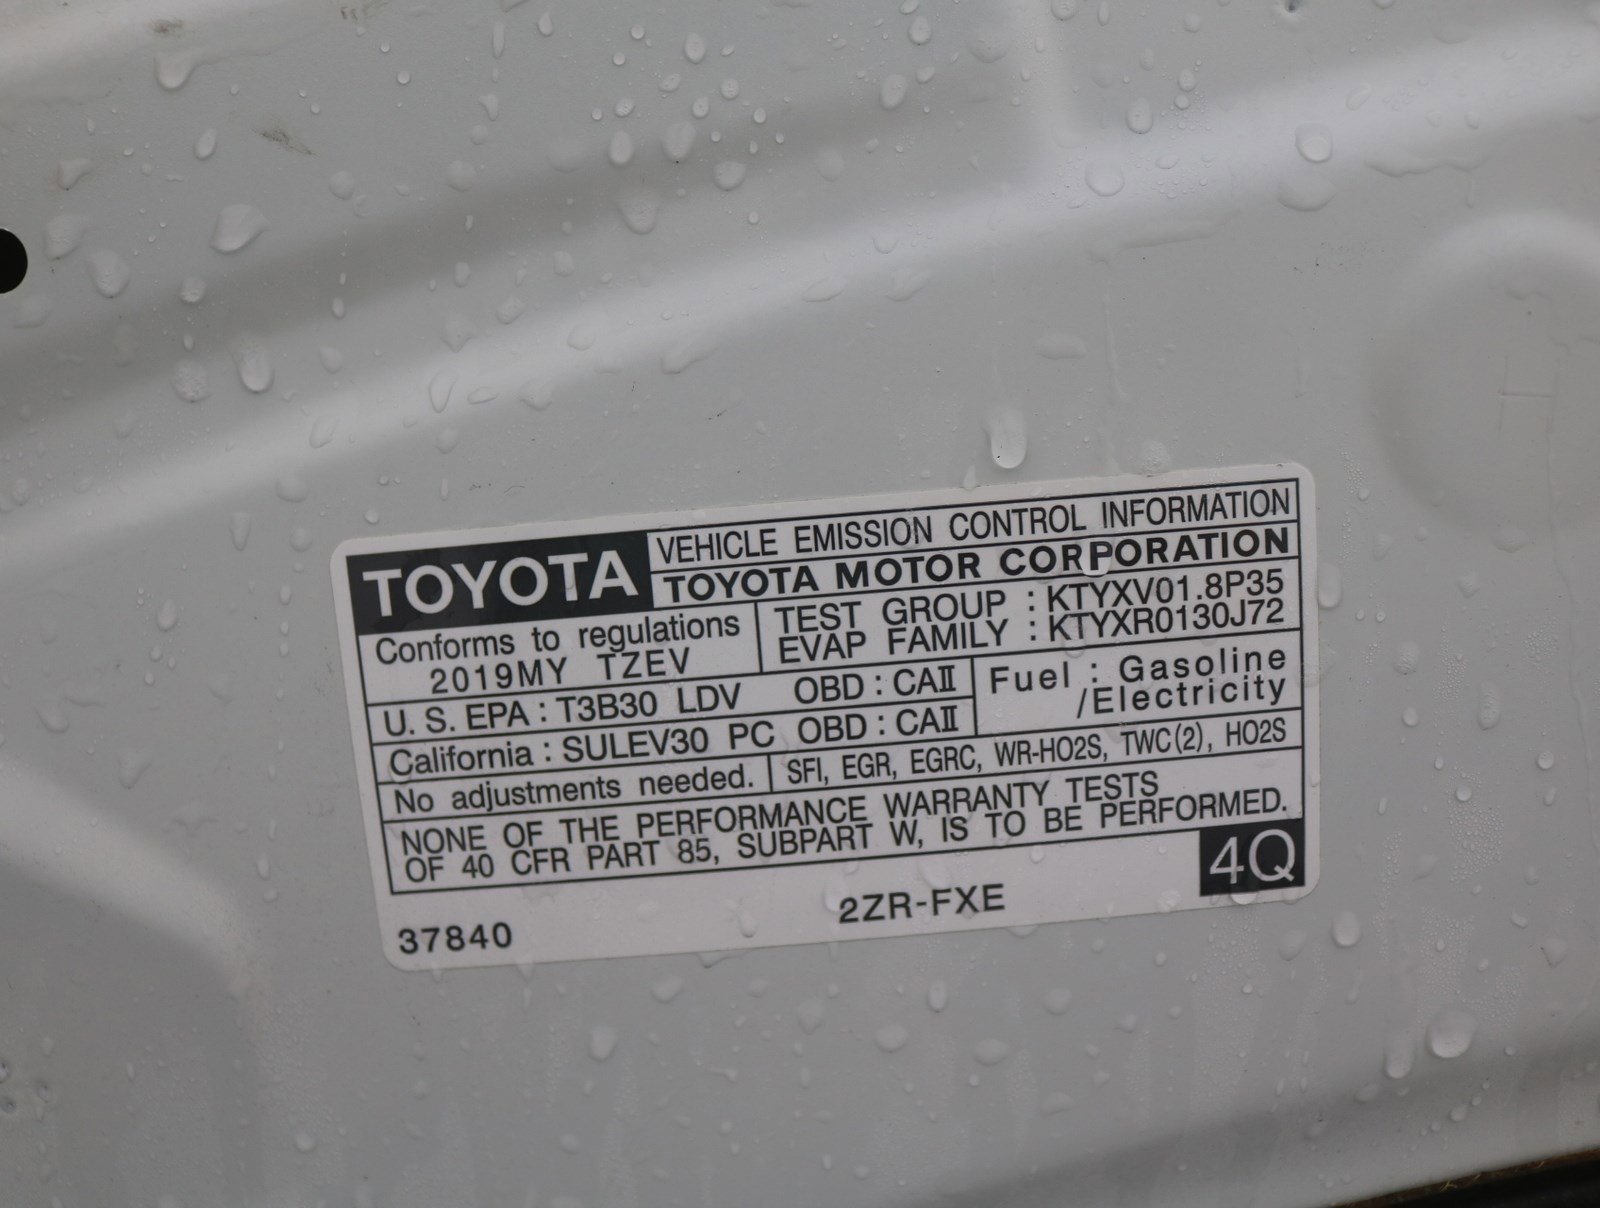 TOYOTA
VEHICLE EMISSION CONTROL INFORMATION
TOYOTA MOTOR CORPORATION
Conforms to regulations
2019MY TZEV
TEST GROUP : KTYXV01.8P35
EVAP FAMILY : KTYXR0130J72
U.S. EPA : T3B30 LDV OBD : CAⅡ
California : SULEV30 PC OBD : CAⅡ
Fuel : Gasoline
/Electricity
No adjustments needed.
SFI, EGR, EGRC, WR-HO2S, TWC(2), HO2S
NONE OF THE PERFORMANCE WARRANTY TESTS
OF 40 CFR PART 85, SUBPART W, IS TO BE PERFORMED.
37840
2ZR-FXE
4Q